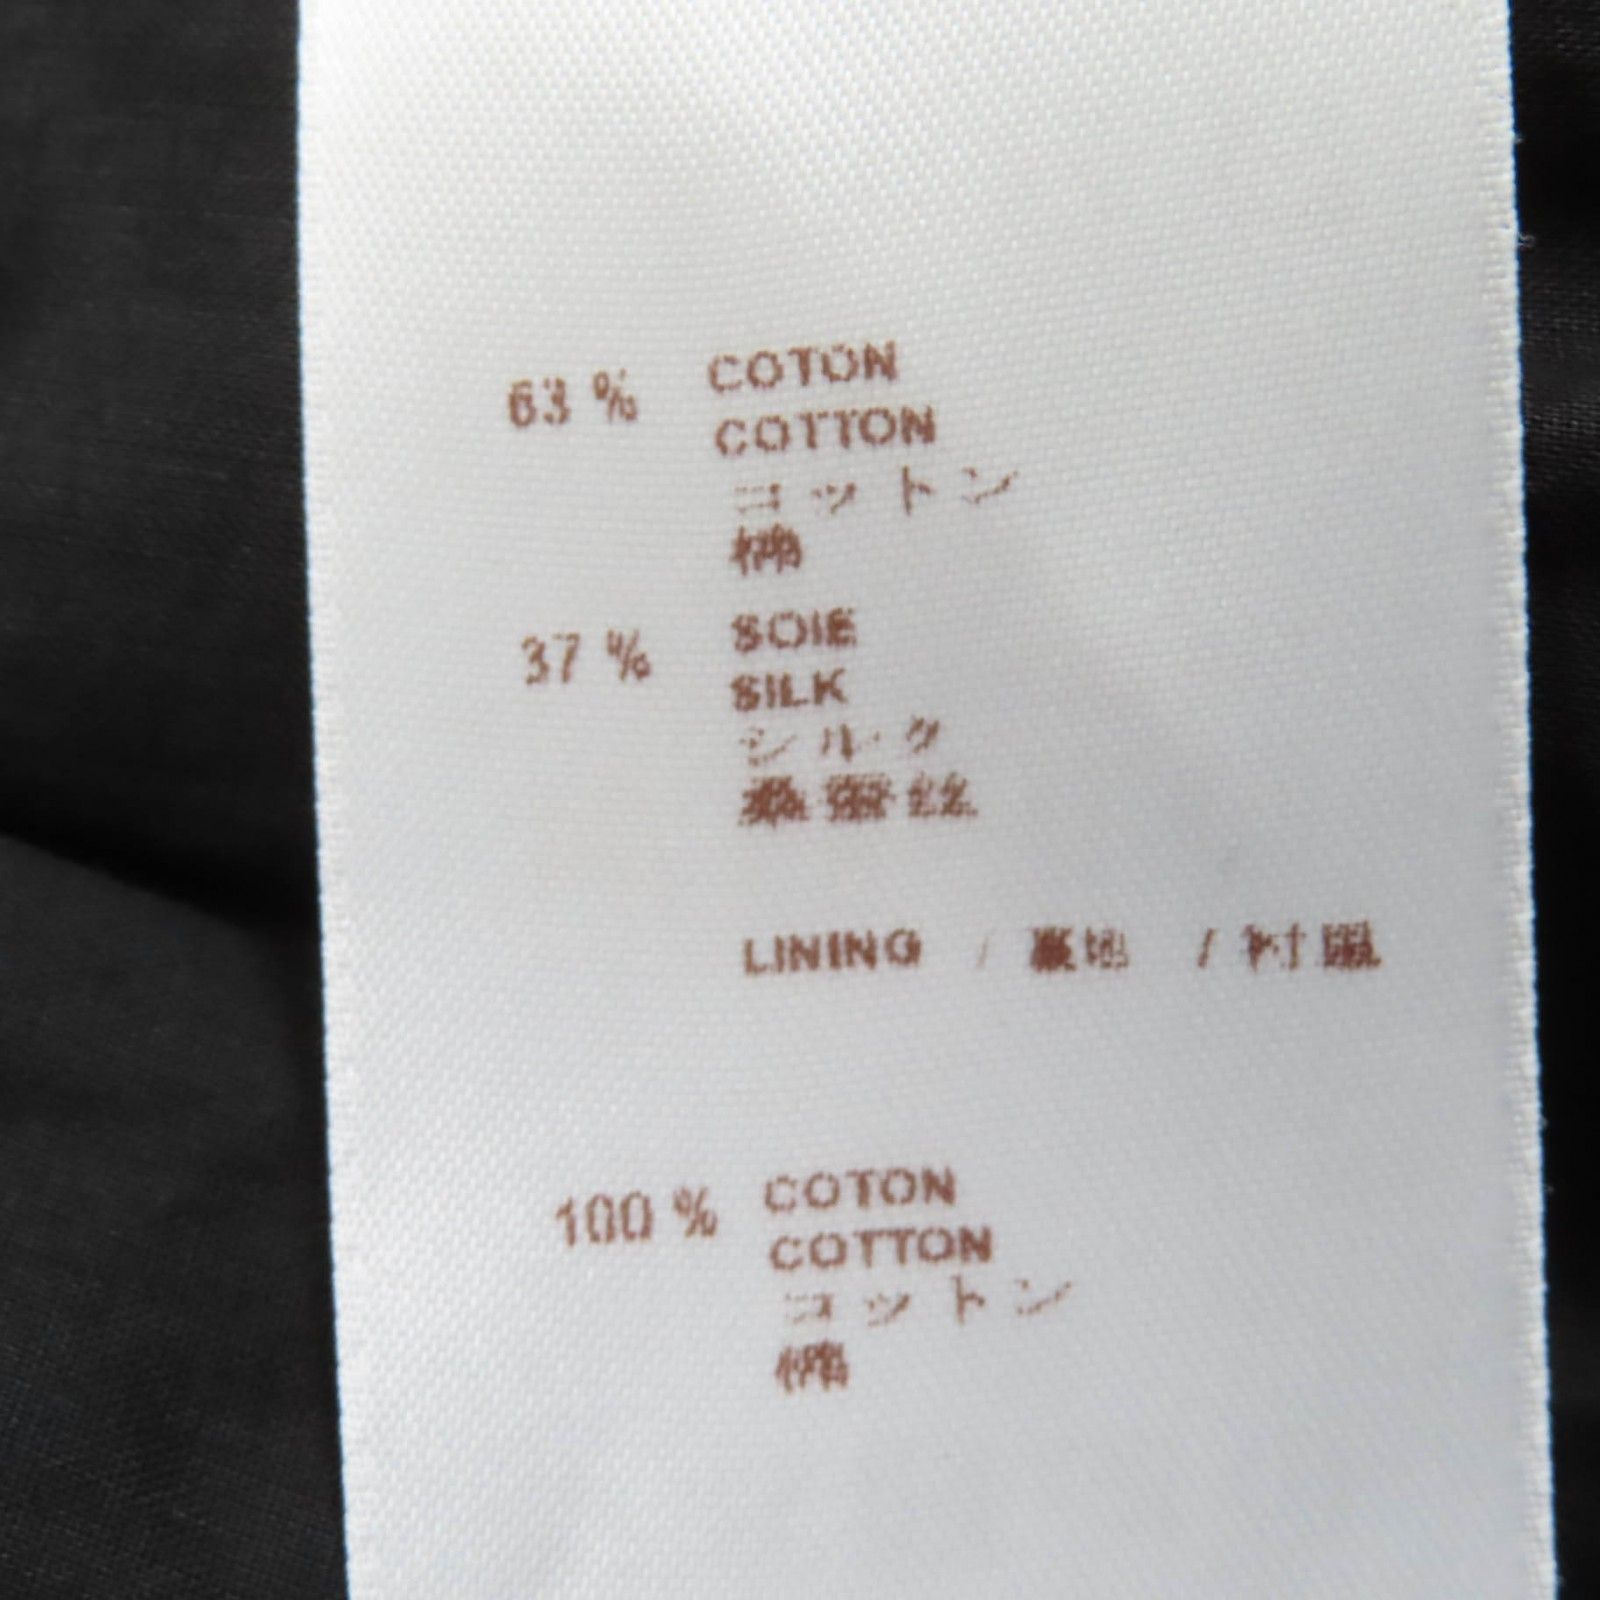 63 % COTON
COTTON
コットン
棉
37 % SOIE
SILK
シルク
桑蚕丝
LINING / 裏地 / 衬里
100 % COTON
COTTON
コットン
棉